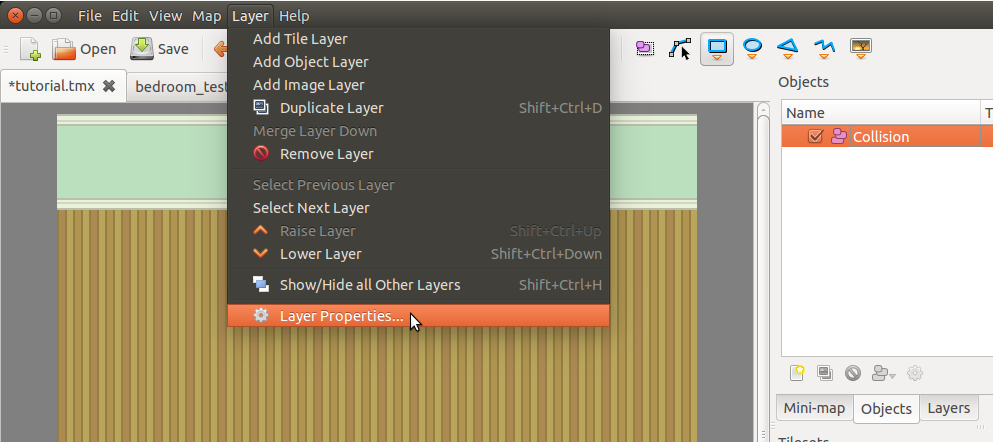 File Edit View Map Layer Help
Open Save
*tutorial.tmx
Add Tile Layer
Add Object Layer
Add Image Layer
Duplicate Layer Shift+Ctrl+D
Merge Layer Down
Remove Layer
Select Previous Layer
Select Next Layer
Raise Layer Shift+Ctrl+Up
Lower Layer Shift+Ctrl+Down
Show/Hide all Other Layers Shift+Ctrl+H
Layer Properties...
Objects
Name
Collision
Mini-map Objects Layers
Tilesets